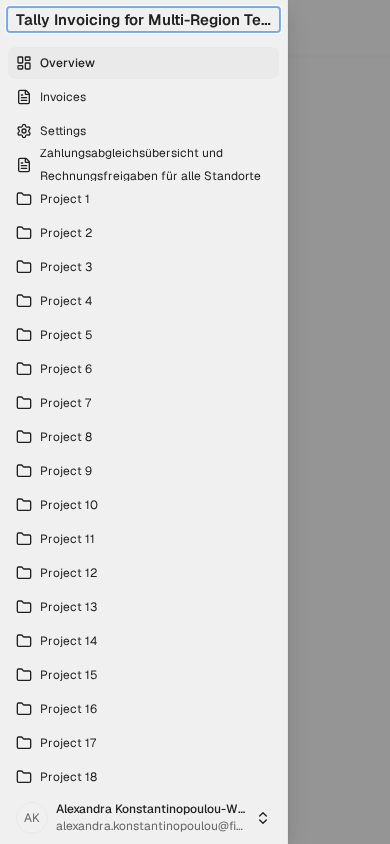 Tally Invoicing for Multi-Region Te...
Overview
Invoices
Settings
Zahlungsabgleichsübersicht und
Rechnungsfreigaben für alle Standorte
Project 1
Project 2
Project 3
Project 4
Project 5
Project 6
Project 7
Project 8
Project 9
Project 10
Project 11
Project 12
Project 13
Project 14
Project 15
Project 16
Project 17
Project 18
AK
Alexandra Konstantinopoulou-W...
alexandra.konstantinopoulou@fi...